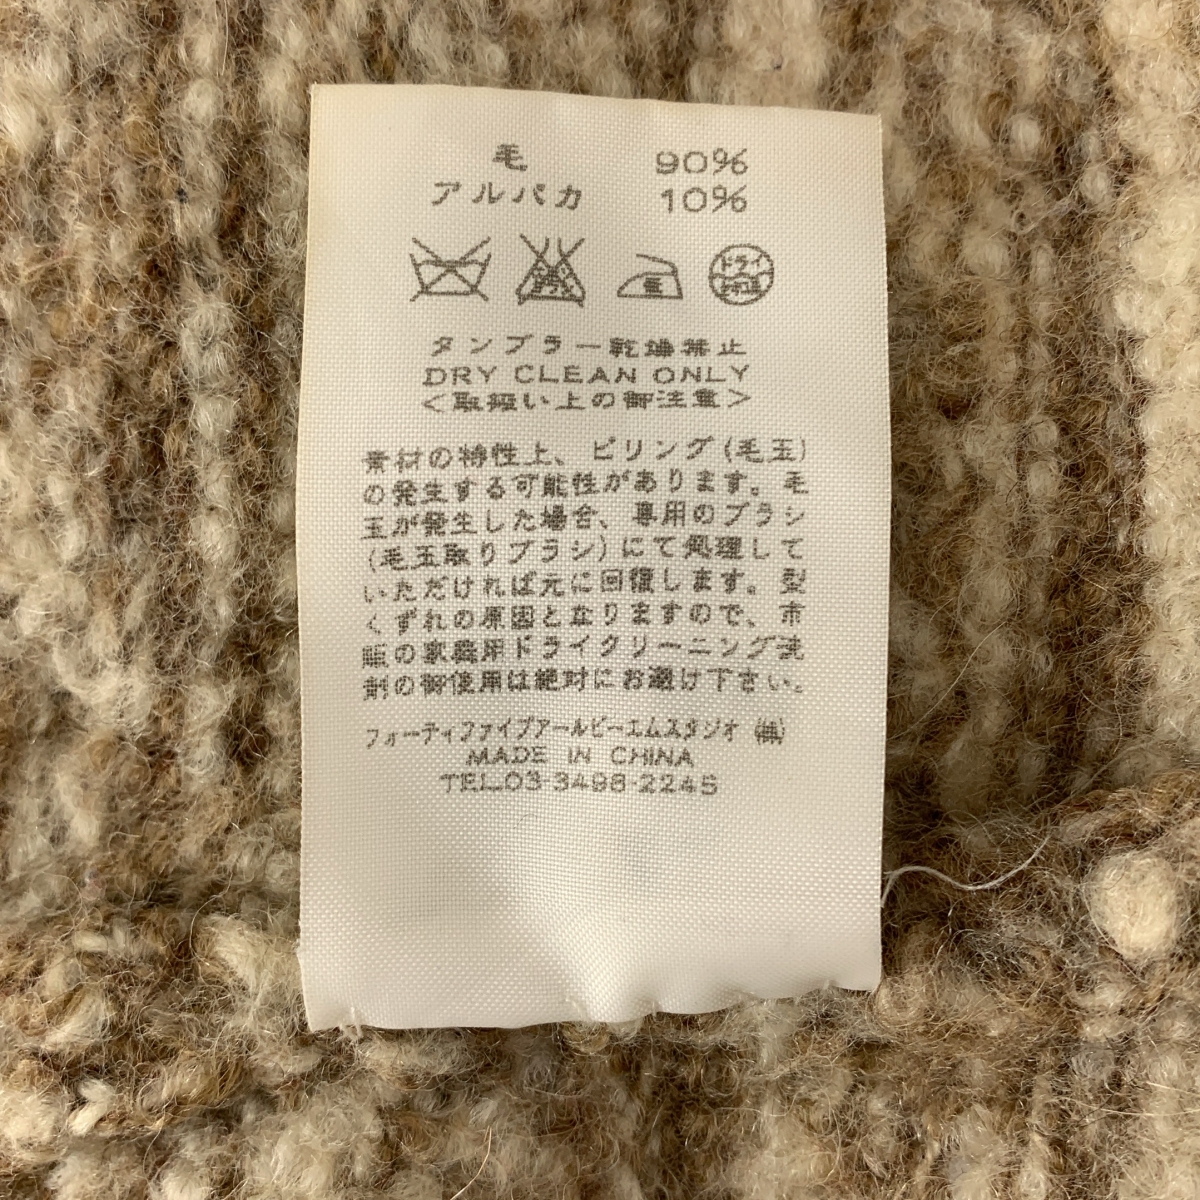 毛 90%
アルパカ 10%
ドライ
タンブラー乾燥禁止
DRY CLEAN ONLY
<取扱い上の御注意>
素材の特性上、ピリング(毛玉)
の発生する可能性があります。毛
玉が発生した場合、専用のブラシ
(毛玉取りブラシ)にて処理して
いただければ元に回復します。型
くずれの原因となりますので、市
販の家庭用ドライクリーニング洗
剤の御使用は絶対にお避け下さい。
フォーティファイブアールピーエムスタジオ ㈱
MADE IN CHINA
TEL.03-3498-2245